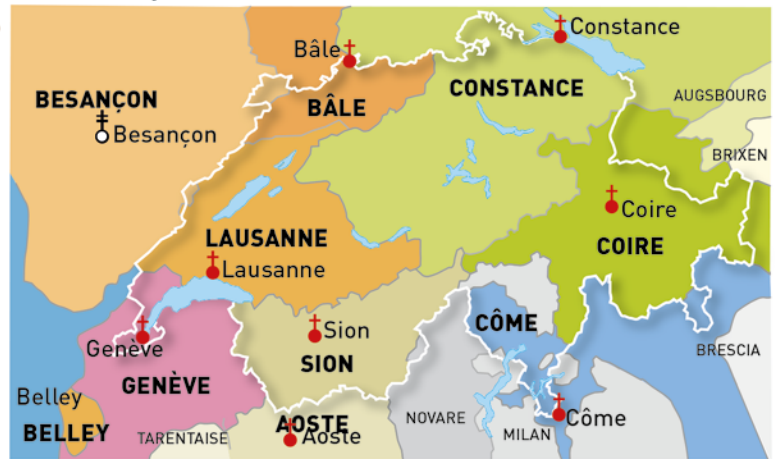 Constance
Bâle
CONSTANCE
BESANÇON
AUGSBOURG
BÂLE
Besançon
BRIXEN
Coire
LAUSANNE
COIRE
Lausanne
CÔME
Sion
Genève
BRESCIA
SION
GENÈVE
Belley
AOSTE
NOVARE
Côme
BELLEY
TARENTAISE
Aoste
MILAN